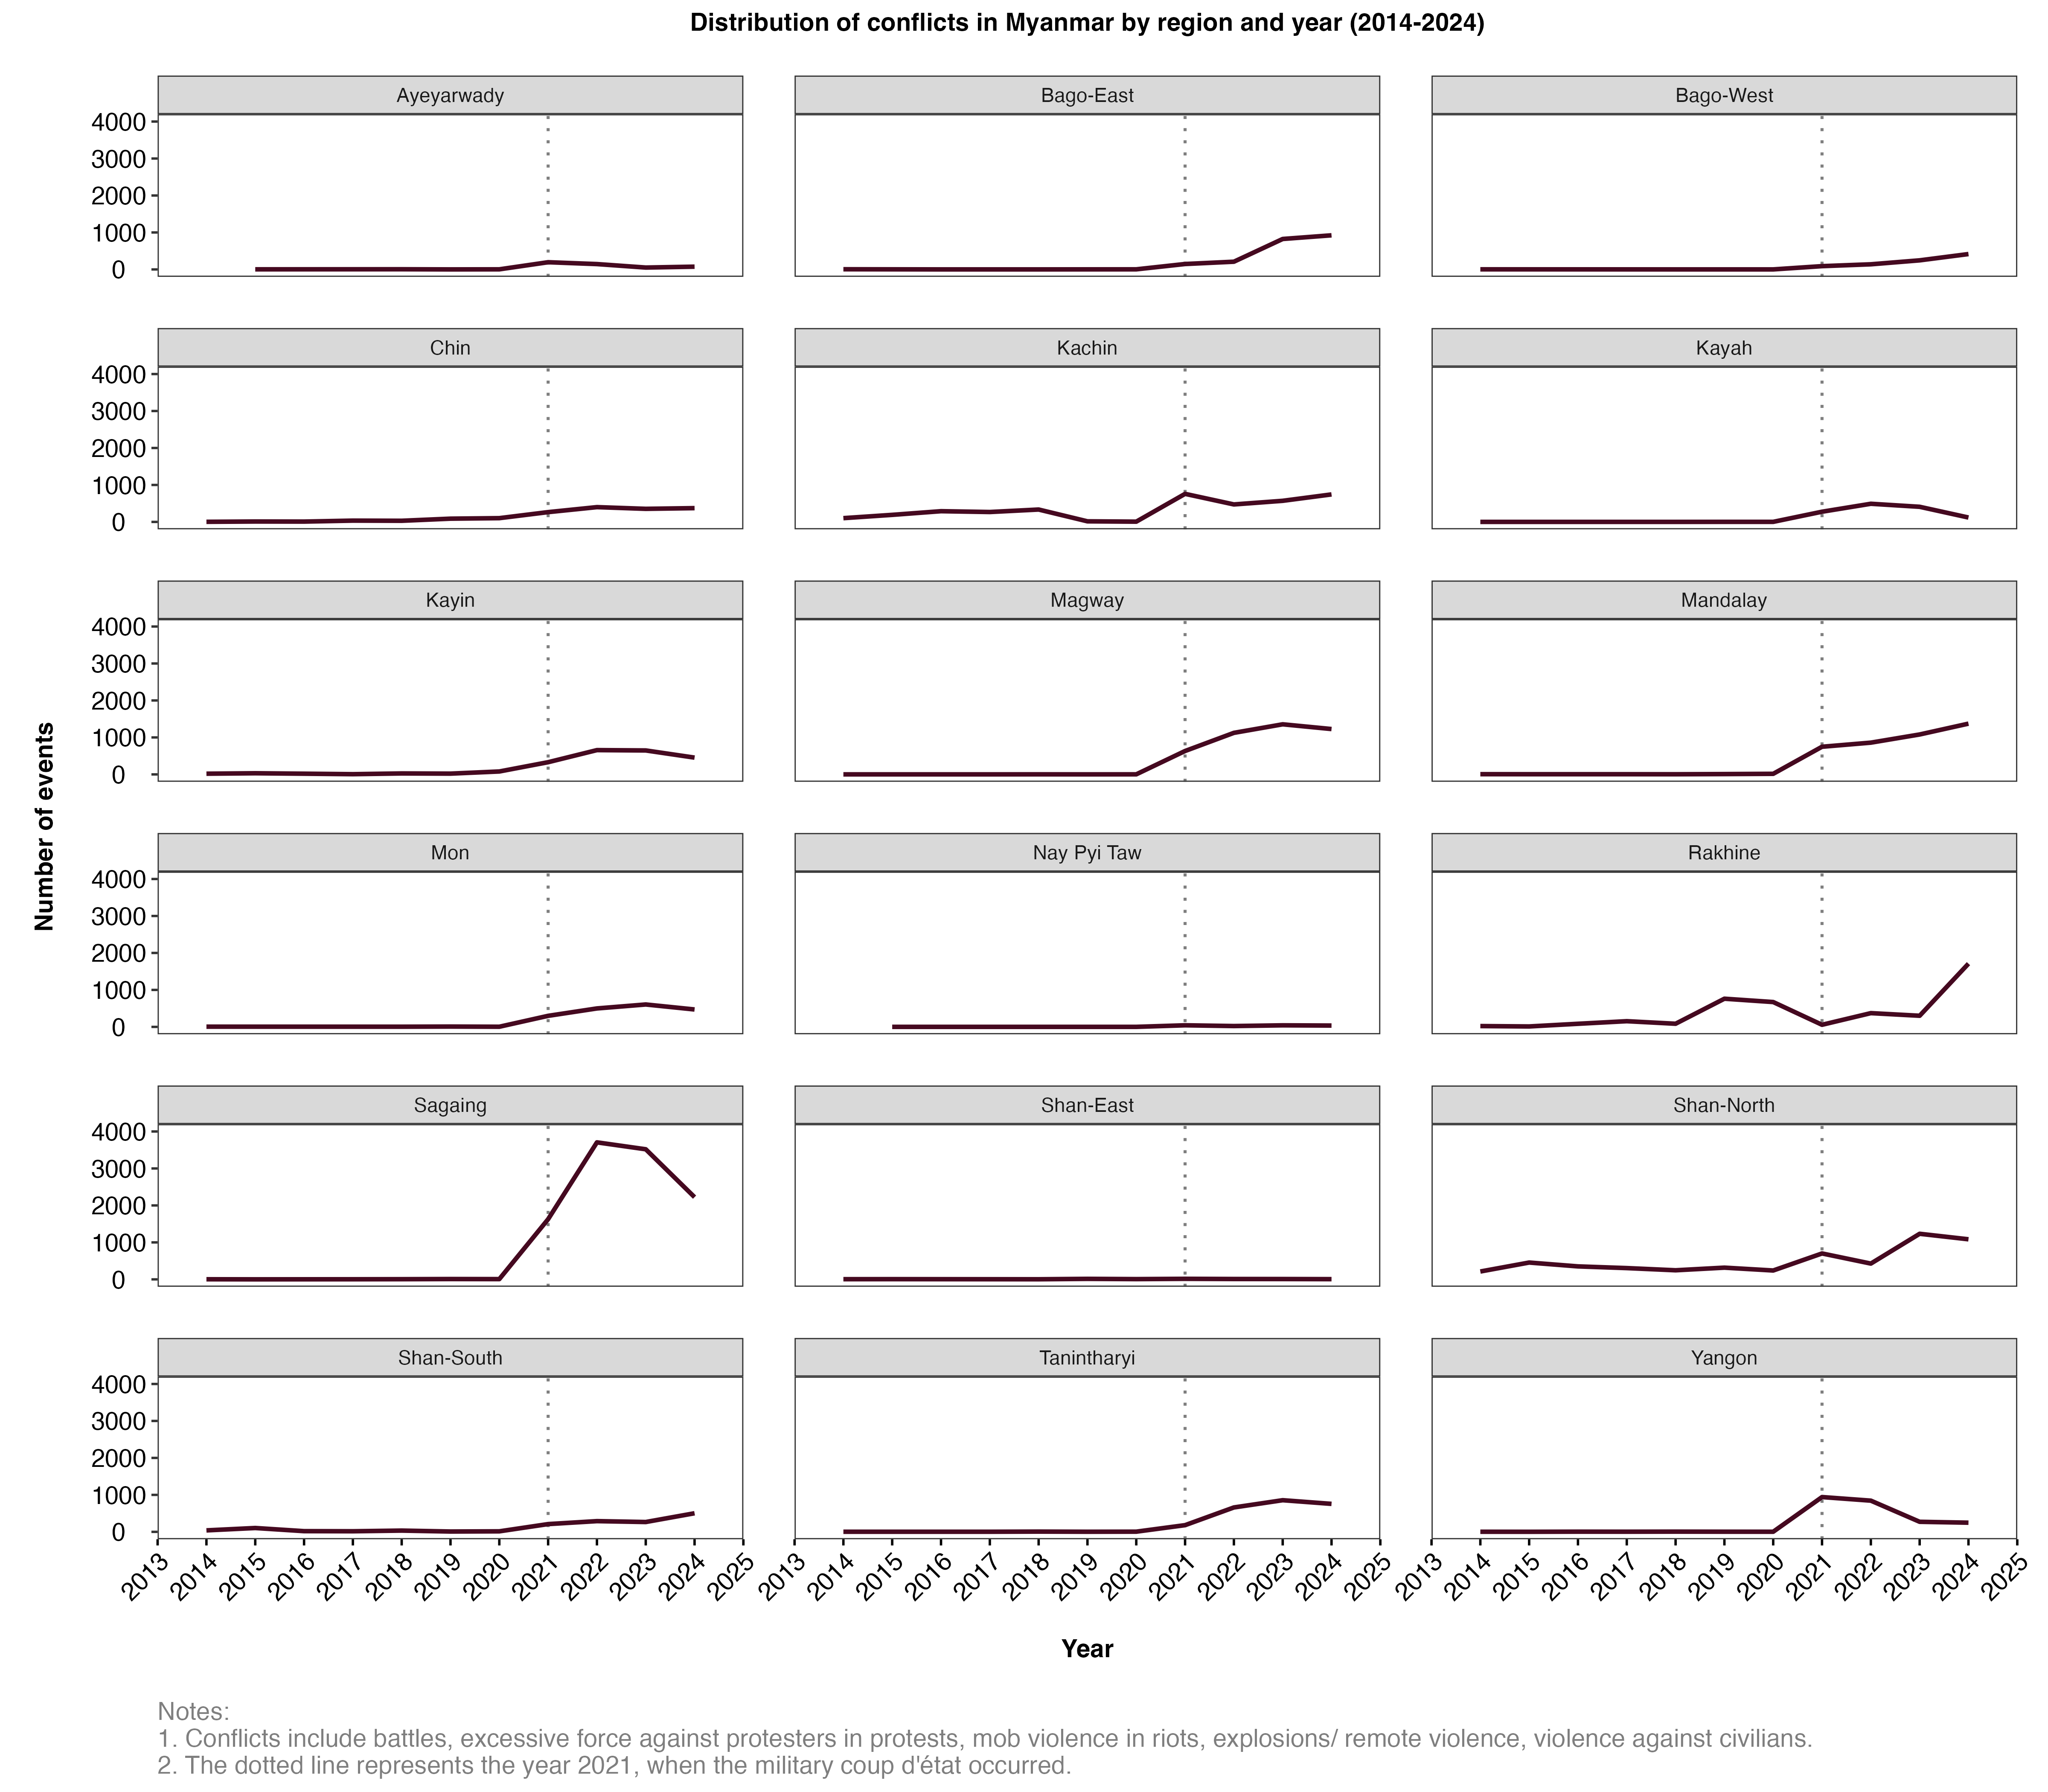 Distribution of conflicts in Myanmar by region and year (2014-2024)
Ayeyarwady
Bago-East
Bago-West
4000
3000
2000
1000
0
Chin
Kachin
Kayah
4000
3000
2000
1000
0
Kayin
Magway
Mandalay
4000
3000
2000
1000
0
Mon
Nay Pyi Taw
Rakhine
4000
3000
2000
1000
0
Sagaing
Shan-East
Shan-North
4000
3000
2000
1000
0
Shan-South
Tanintharyi
Yangon
4000
3000
2000
1000
0
Number of events
2013 2014 2015 2016 2017 2018 2019 2020 2021 2022 2023 2024 2025
2013 2014 2015 2016 2017 2018 2019 2020 2021 2022 2023 2024 2025
2013 2014 2015 2016 2017 2018 2019 2020 2021 2022 2023 2024 2025
Year
Notes:
1. Conflicts include battles, excessive force against protesters in protests, mob violence in riots, explosions/ remote violence, violence against civilians.
2. The dotted line represents the year 2021, when the military coup d'état occurred.